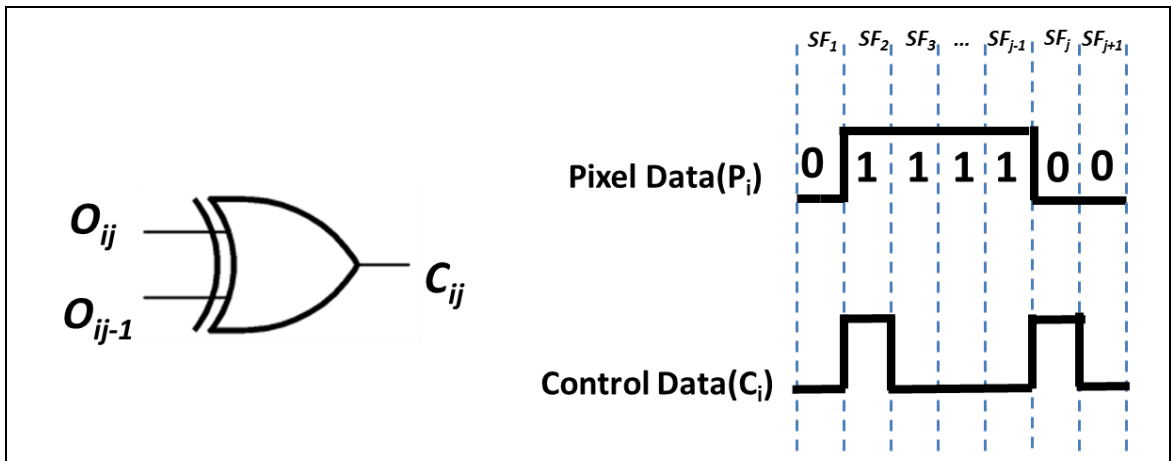 SF1 SF2 SF3 ... SFj-1 SFj SFj+1
Pixel Data(Pi)
0 1 1 1 1 0 0
Oij
Oij-1
Cij
Control Data(Ci)